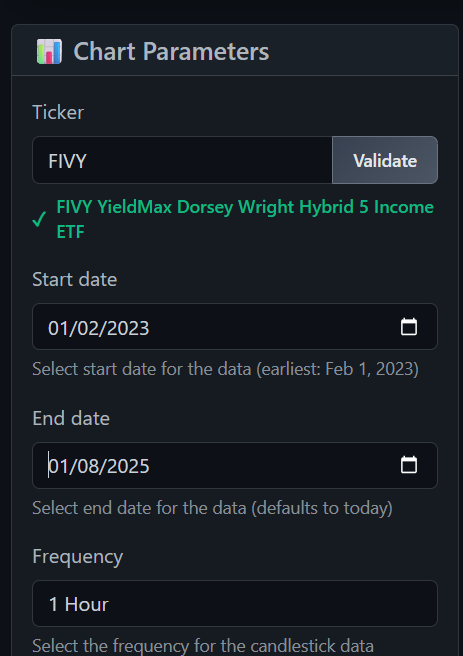 Chart Parameters
Ticker
FIVY Validate
✓ FIVY YieldMax Dorsey Wright Hybrid 5 Income
ETF
Start date
01/02/2023
Select start date for the data (earliest: Feb 1, 2023)
End date
01/08/2025
Select end date for the data (defaults to today)
Frequency
1 Hour
Select the frequency for the candlestick data